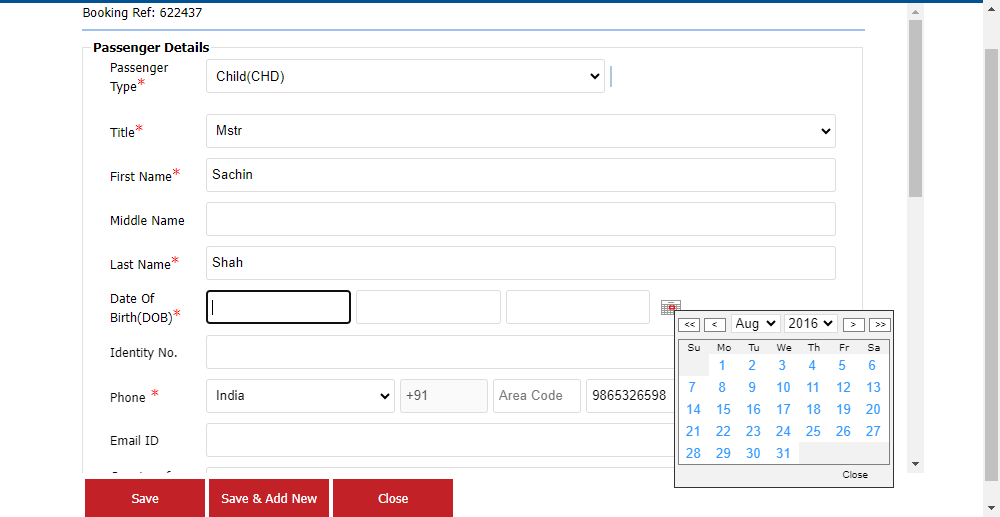 Booking Ref: 622437
Passenger Details
Passenger
Type*
Child(CHD)
Title*
Mstr
First Name*
Sachin
Middle Name
Last Name*
Shah
Date Of
Birth(DOB)*
<< < Aug 2016 > >>
Su Mo Tu We Th Fr Sa
1 2 3 4 5 6
7 8 9 10 11 12 13
14 15 16 17 18 19 20
21 22 23 24 25 26 27
28 29 30 31
Close
Identity No.
Phone * India +91 Area Code 9865326598
Email ID
Save Save & Add New Close